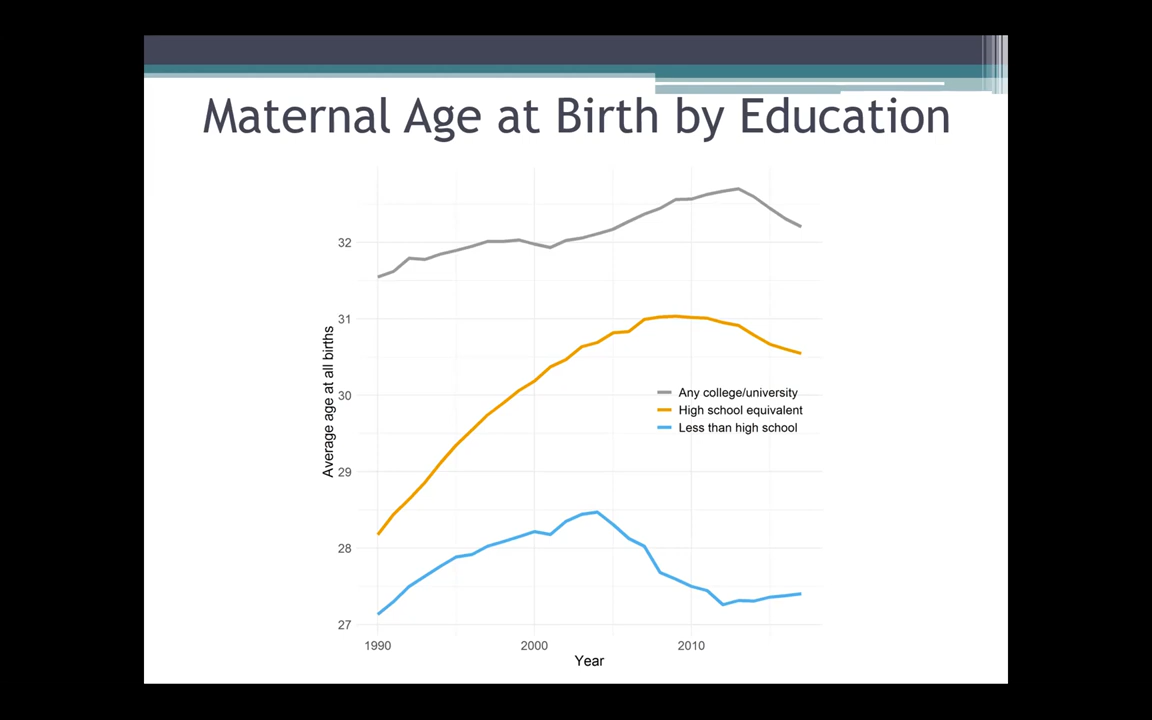 Maternal Age at Birth by Education
32
31
30
29
28
27
Average age at all births
Any college/university
High school equivalent
Less than high school
1990
2000
2010
Year